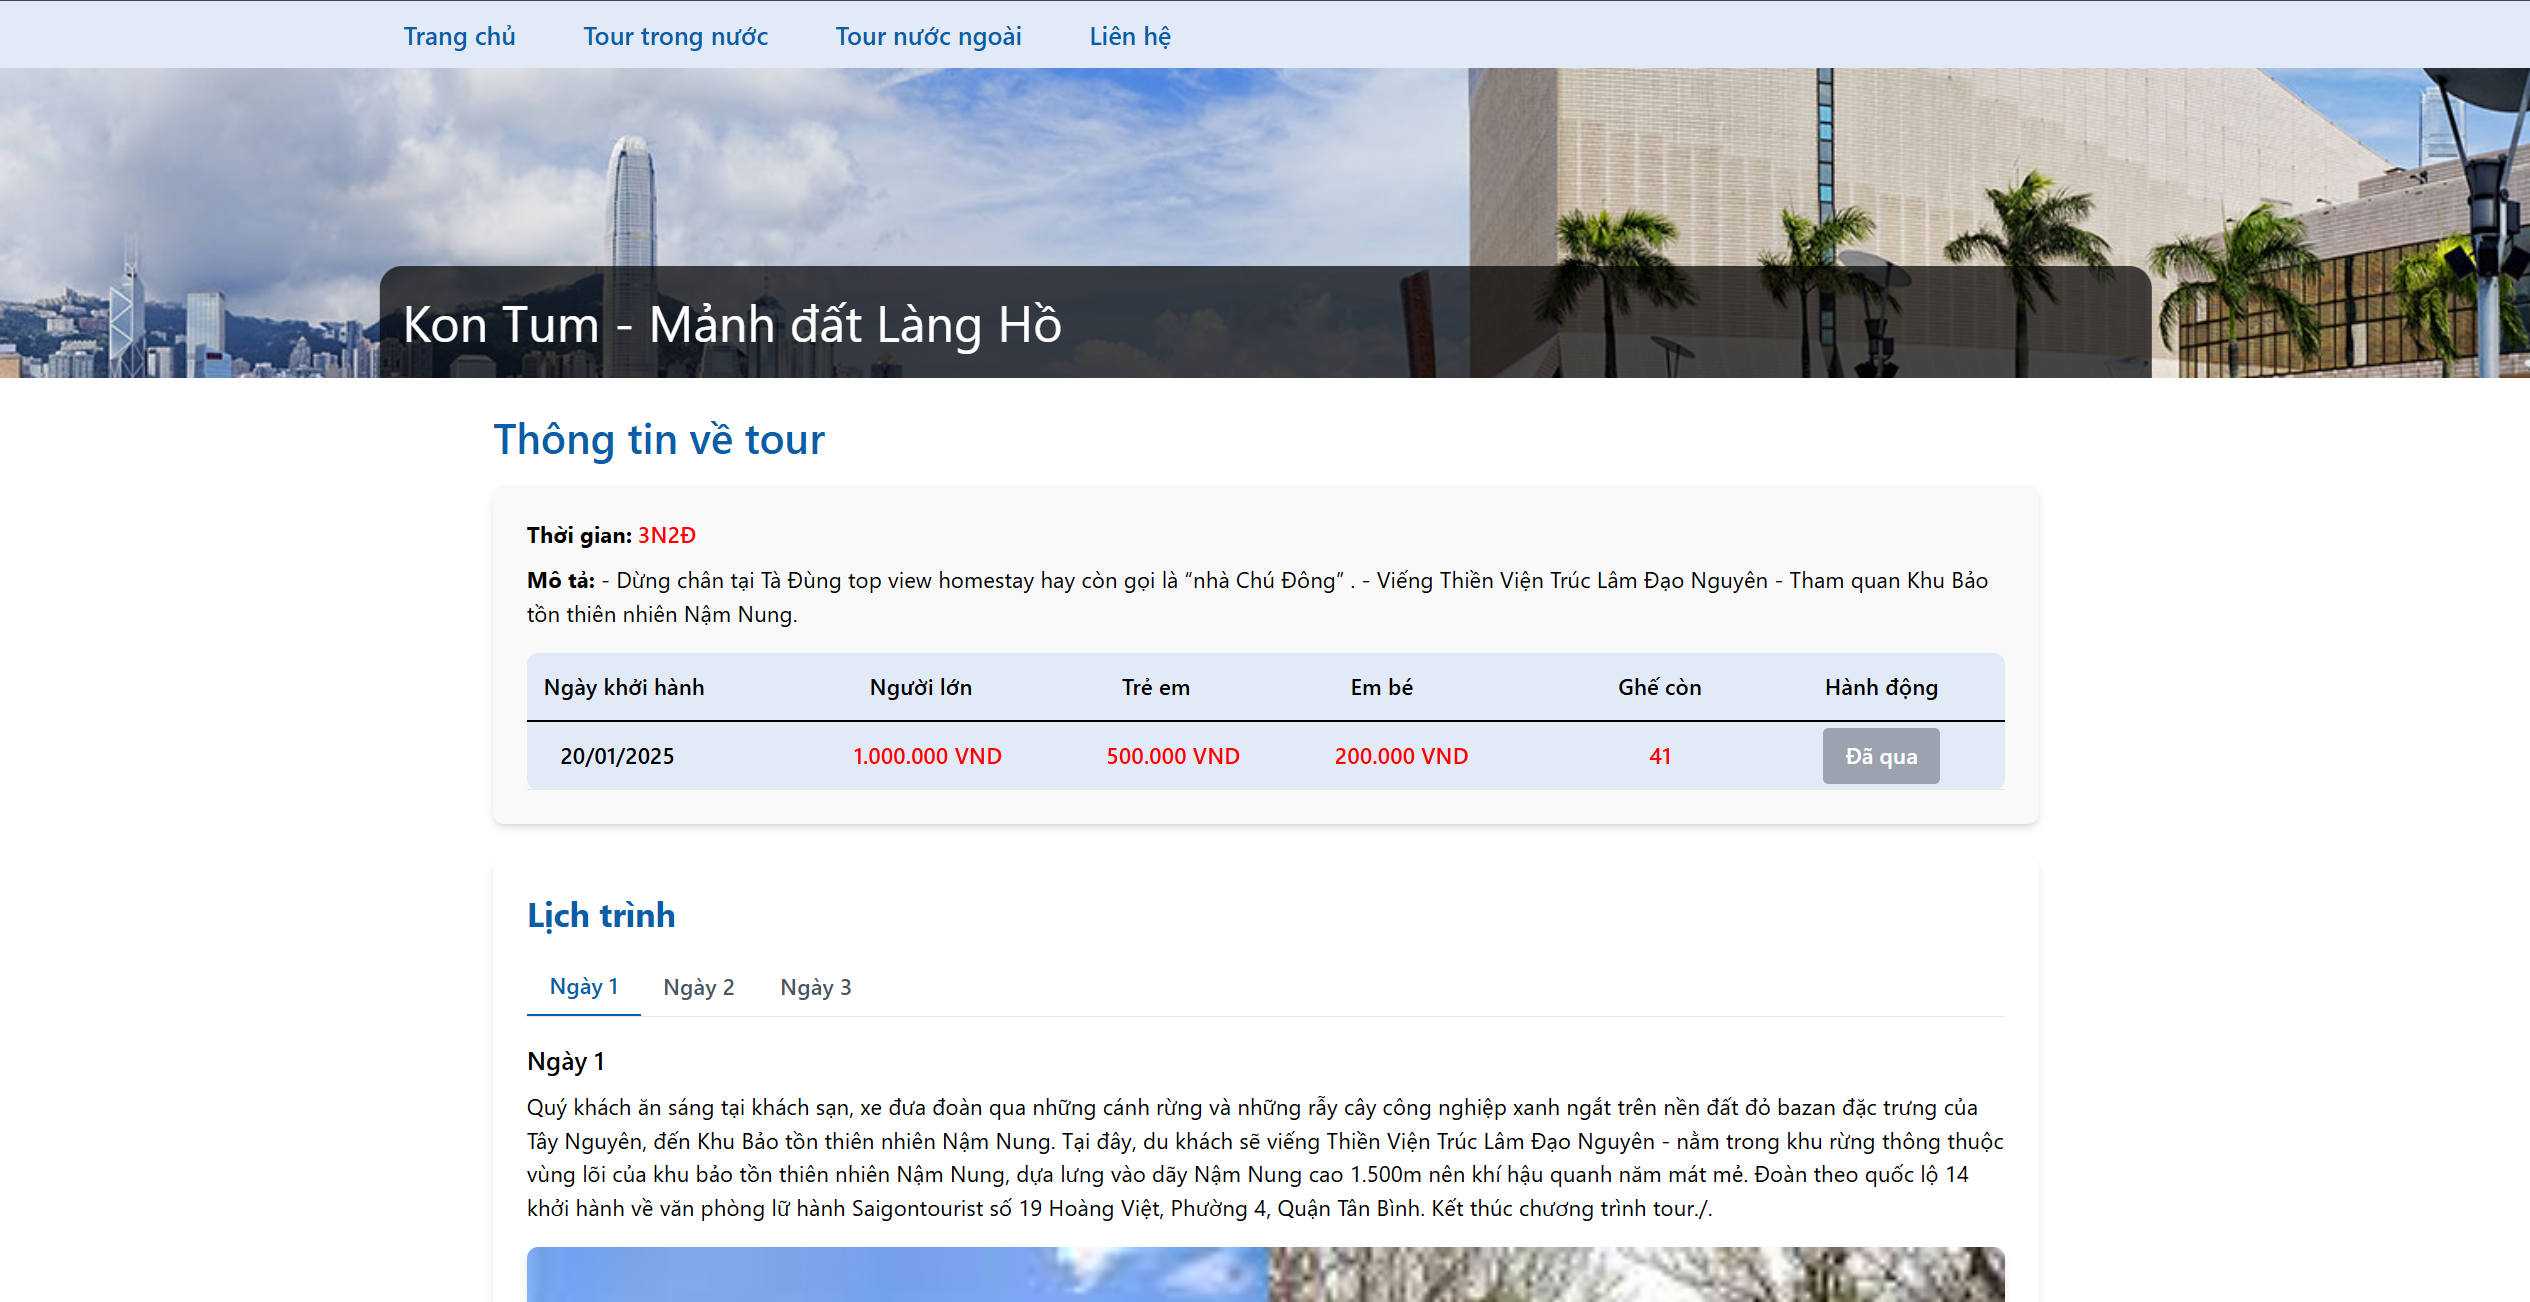 Trang chủ Tour trong nước Tour nước ngoài Liên hệ
Kon Tum - Mảnh đất Làng Hồ
Thông tin về tour
Thời gian: 3N2Đ
Mô tả: - Dừng chân tại Tà Đùng top view homestay hay còn gọi là “nhà Chú Đông” . - Viếng Thiền Viện Trúc Lâm Đạo Nguyên - Tham quan Khu Bảo
tồn thiên nhiên Nậm Nung.
Ngày khởi hành Người lớn Trẻ em Em bé Ghế còn Hành động
20/01/2025 1.000.000 VND 500.000 VND 200.000 VND 41 Đã qua
Lịch trình
Ngày 1 Ngày 2 Ngày 3
Ngày 1
Quý khách ăn sáng tại khách sạn, xe đưa đoàn qua những cánh rừng và những rẫy cây công nghiệp xanh ngắt trên nền đất đỏ bazan đặc trưng của
Tây Nguyên, đến Khu Bảo tồn thiên nhiên Nậm Nung. Tại đây, du khách sẽ viếng Thiền Viện Trúc Lâm Đạo Nguyên - nằm trong khu rừng thông thuộc
vùng lõi của khu bảo tồn thiên nhiên Nậm Nung, dựa lưng vào dãy Nậm Nung cao 1.500m nên khí hậu quanh năm mát mẻ. Đoàn theo quốc lộ 14
khởi hành về văn phòng lữ hành Saigontourist số 19 Hoàng Việt, Phường 4, Quận Tân Bình. Kết thúc chương trình tour./.